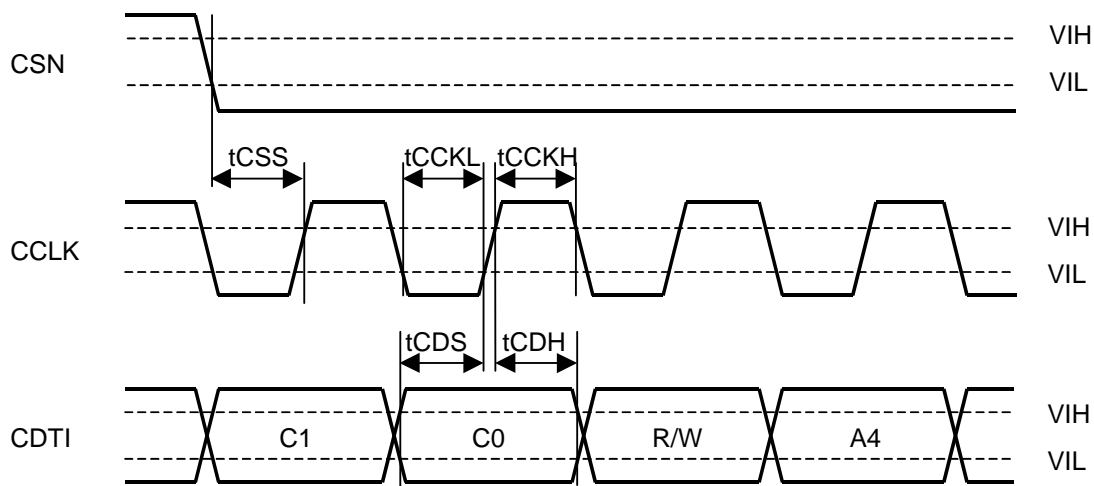 CSN
VIH
VIL
tCSS
tCCKL
tCCKH
CCLK
VIH
VIL
tCDS
tCDH
CDTI
C1
C0
R/W
A4
VIH
VIL